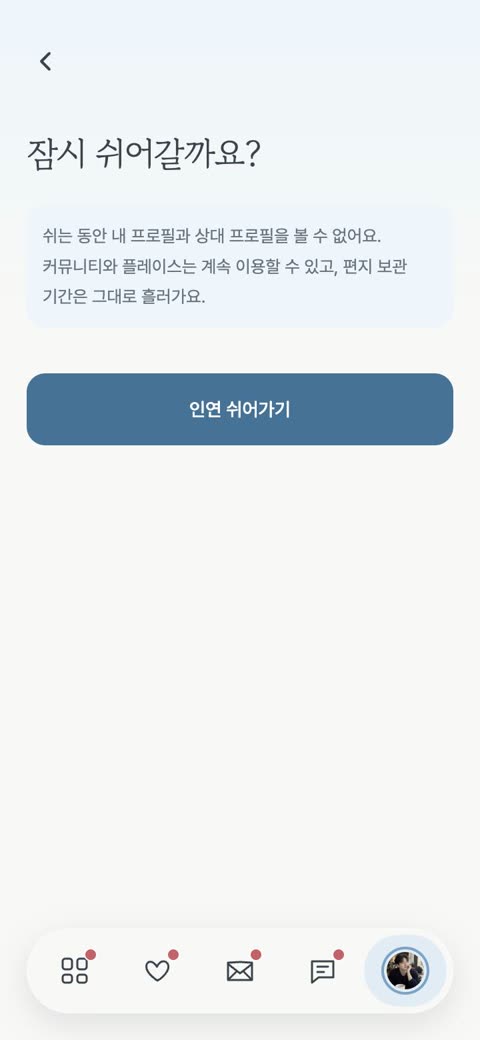 잠시 쉬어갈까요?
쉬는 동안 내 프로필과 상대 프로필을 볼 수 없어요.
커뮤니티와 플레이스는 계속 이용할 수 있고, 편지 보관
기간은 그대로 흘러가요.
인연 쉬어가기